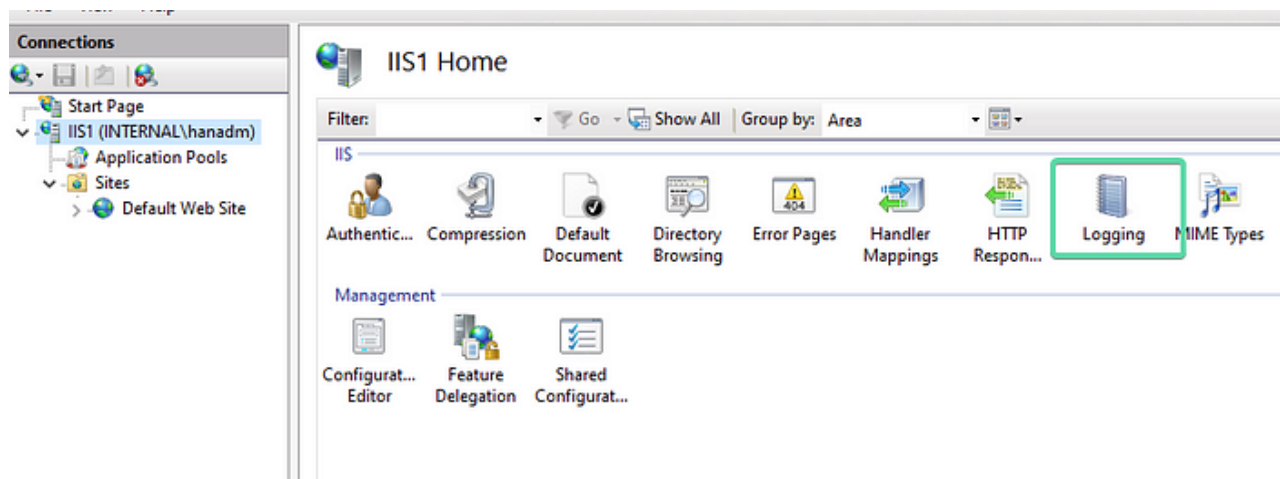 Connections
Start Page
IIS1 (INTERNAL\hanadm)
Application Pools
Sites
Default Web Site
IIS1 Home
Filter: Go Show All Group by: Area
IIS
Authentic... Compression Default Document Directory Browsing Error Pages Handler Mappings HTTP Respon... Logging MIME Types
404
Management
Configurat... Editor Feature Delegation Shared Configurat...